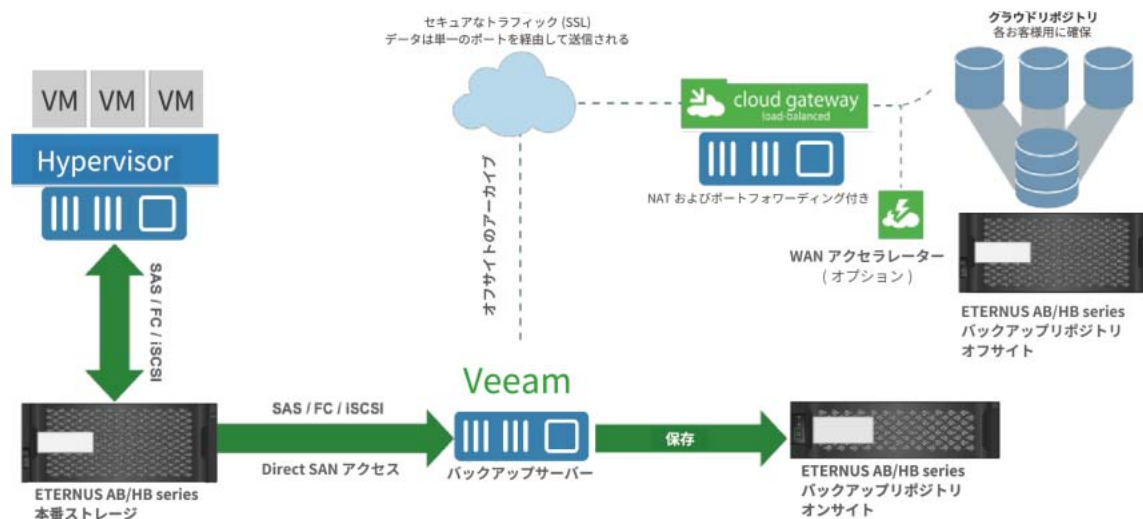 セキュアなトラフィック (SSL)
データは単一のポートを経由して送信される
クラウドリポジトリ
各お客様用に確保
VM VM VM
Hypervisor
cloud gateway
load-balanced
NAT およびポートフォワーディング付き
WAN アクセラレーター
( オプション )
オフサイトのアーカイブ
SAS / FC / iSCSI
ETERNUS AB/HB series
バックアップリポジトリ
オフサイト
Veeam
SAS / FC / iSCSI
Direct SAN アクセス
バックアップサーバー
保存
ETERNUS AB/HB series
本番ストレージ
ETERNUS AB/HB series
バックアップリポジトリ
オンサイト